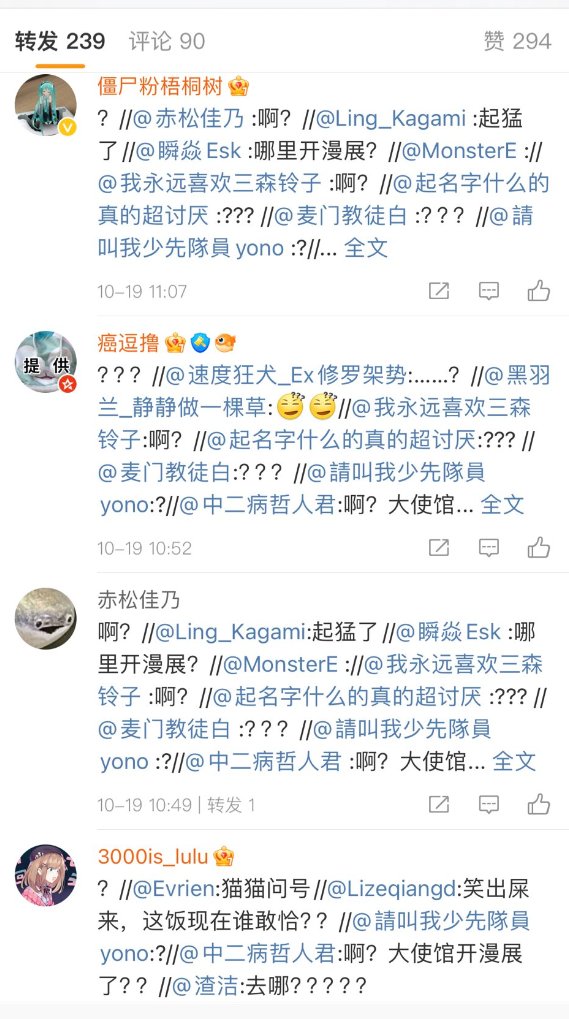 转发 239 评论 90 赞 294
僵尸粉梧桐树
？//@赤松佳乃 :啊？//@Ling_Kagami :起猛
了//@瞬焱Esk :哪里开漫展？//@MonsterE ://
@我永远喜欢三森铃子 :啊？//@起名字什么的
真的超讨厌 :??? //@麦门教徒白 :？？？//@請
叫我少先隊員yono :?//... 全文
10-19 11:07
提 供
癌逗撸
？？？//@速度狂犬_Ex修罗架势:......？//@黑羽
兰_静静做一棵草://@我永远喜欢三森
铃子:啊？//@起名字什么的真的超讨厌:??? //
@麦门教徒白:？？？//@請叫我少先隊員
yono:?//@中二病哲人君:啊？大使馆... 全文
10-19 10:52
赤松佳乃
啊？//@Ling_Kagami:起猛了//@瞬焱Esk :哪
里开漫展？//@MonsterE ://@我永远喜欢三森
铃子 :啊？//@起名字什么的真的超讨厌 :??? //
@麦门教徒白 :？？？//@請叫我少先隊員
yono :?//@中二病哲人君 :啊？大使馆... 全文
10-19 10:49 | 转发 1
3000is_lulu
？//@Evrien:猫猫问号//@Lizeqiangd:笑出屎
来，这饭现在谁敢恰？？//@請叫我少先隊員
yono:?//@中二病哲人君:啊？大使馆开漫展
了？？//@渣洁:去哪？？？？？